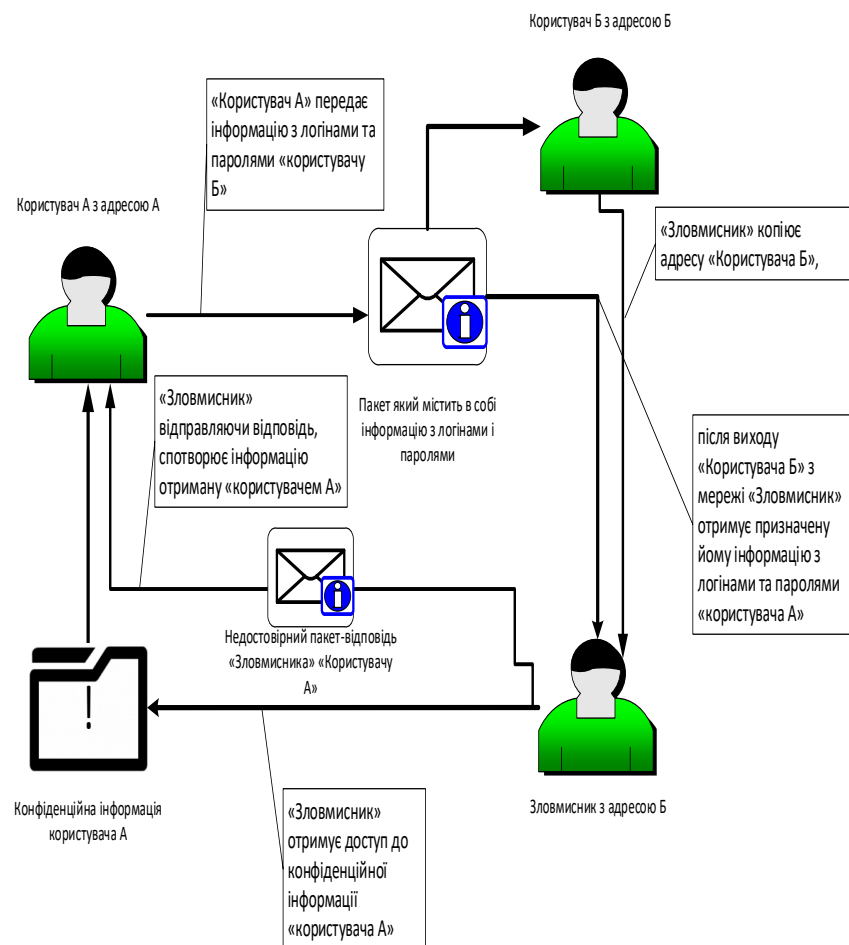 Користувач Б з адресою Б
«Користувач А» передає
інформацію з логінами та
паролями «користувачу
Б»
Користувач А з адресою А
«Зловмисник» копіює
адресу «Користувача Б»,
«Зловмисник»
відправляючи відповідь,
спотворює інформацію
отриману «користувачем А»
Пакет який містить в собі
інформацію з логінами і
паролями
після виходу
«Користувача Б» з
мережі «Зловмисник»
отримує призначену
йому інформацію з
логінами та паролями
«користувача А»
Недостовірний пакет-відповідь
«Зловмисника» «Користувачу
А»
Конфіденційна інформація
користувача А
«Зловмисник»
отримує доступ до
конфіденційної
інформації
«користувача А»
Зловмисник з адресою Б